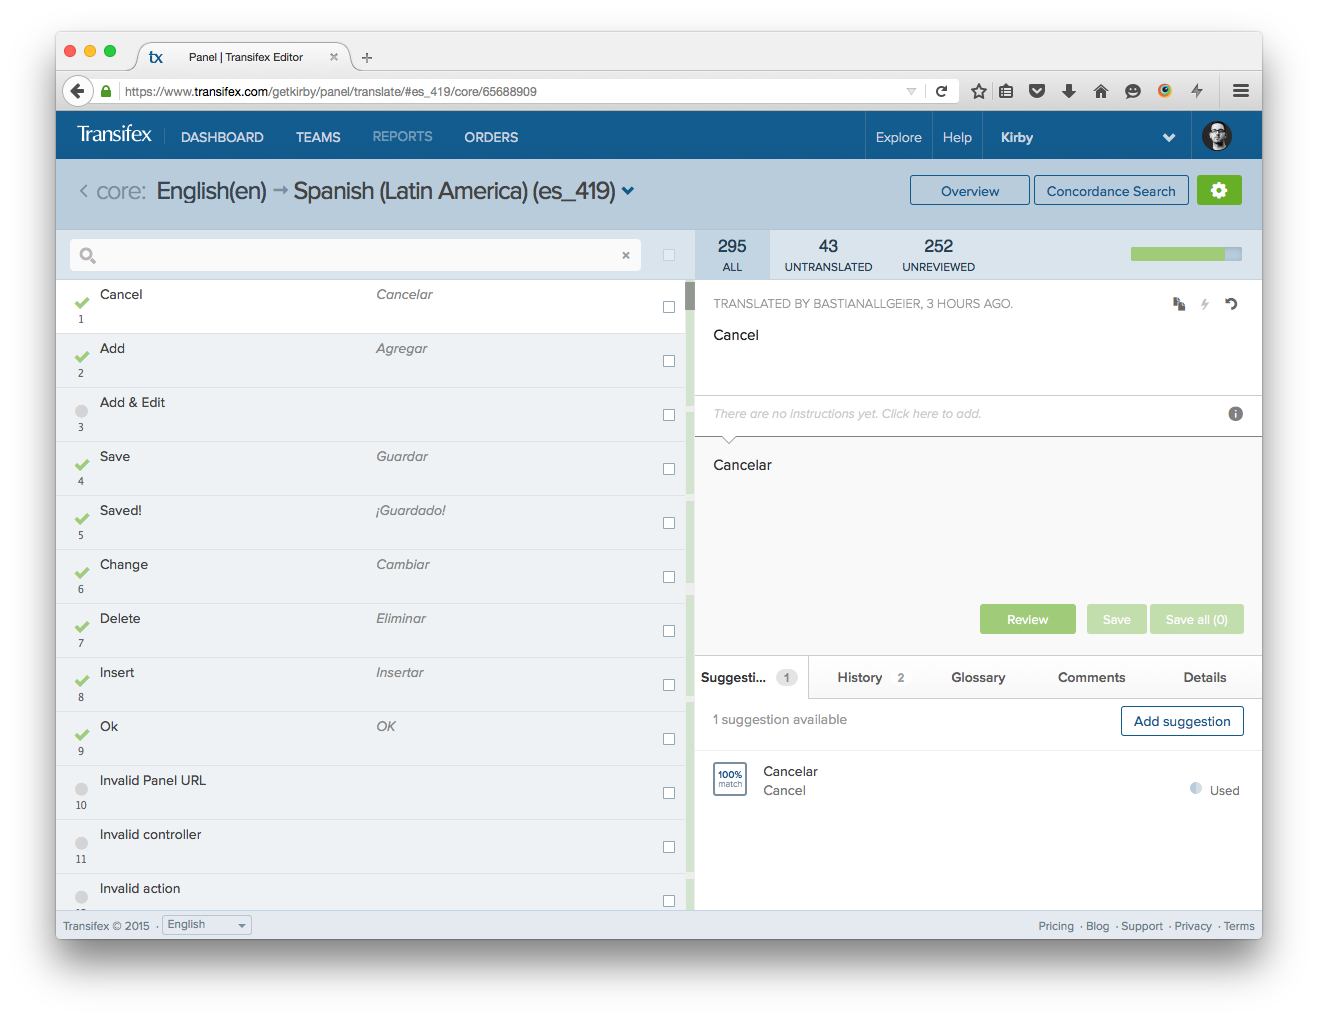 tx Panel | Transifex Editor
https://www.transifex.com/getkirby/panel/translate/#es_419/core/65688909
Transifex DASHBOARD TEAMS REPORTS ORDERS Explore Help Kirby
core: English(en) → Spanish (Latin America) (es_419) Overview Concordance Search
295 ALL
43 UNTRANSLATED
252 UNREVIEWED
Cancel Cancelar
1
Add Agregar
2
Add & Edit
3
Save Guardar
4
Saved! ¡Guardado!
5
Change Cambiar
6
Delete Eliminar
7
Insert Insertar
8
Ok OK
9
Invalid Panel URL
10
Invalid controller
11
Invalid action
TRANSLATED BY BASTIANALLGEIER, 3 HOURS AGO.
Cancel
There are no instructions yet. Click here to add.
Cancelar
Review Save Save all (0)
Suggesti... 1 History 2 Glossary Comments Details
1 suggestion available Add suggestion
100% match
Cancelar
Cancel
Used
Transifex © 2015 · English
Pricing · Blog · Support · Privacy · Terms